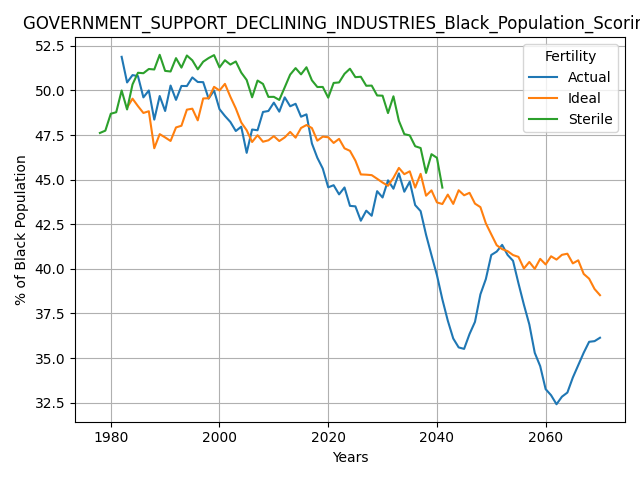 GOVERNMENT_SUPPORT_DECLINING_INDUSTRIES_Black_Population_Scorin
52.5
50.0
47.5
45.0
42.5
40.0
37.5
35.0
32.5
% of Black Population
Fertility
Actual
Ideal
Sterile
1980 2000 2020 2040 2060
Years